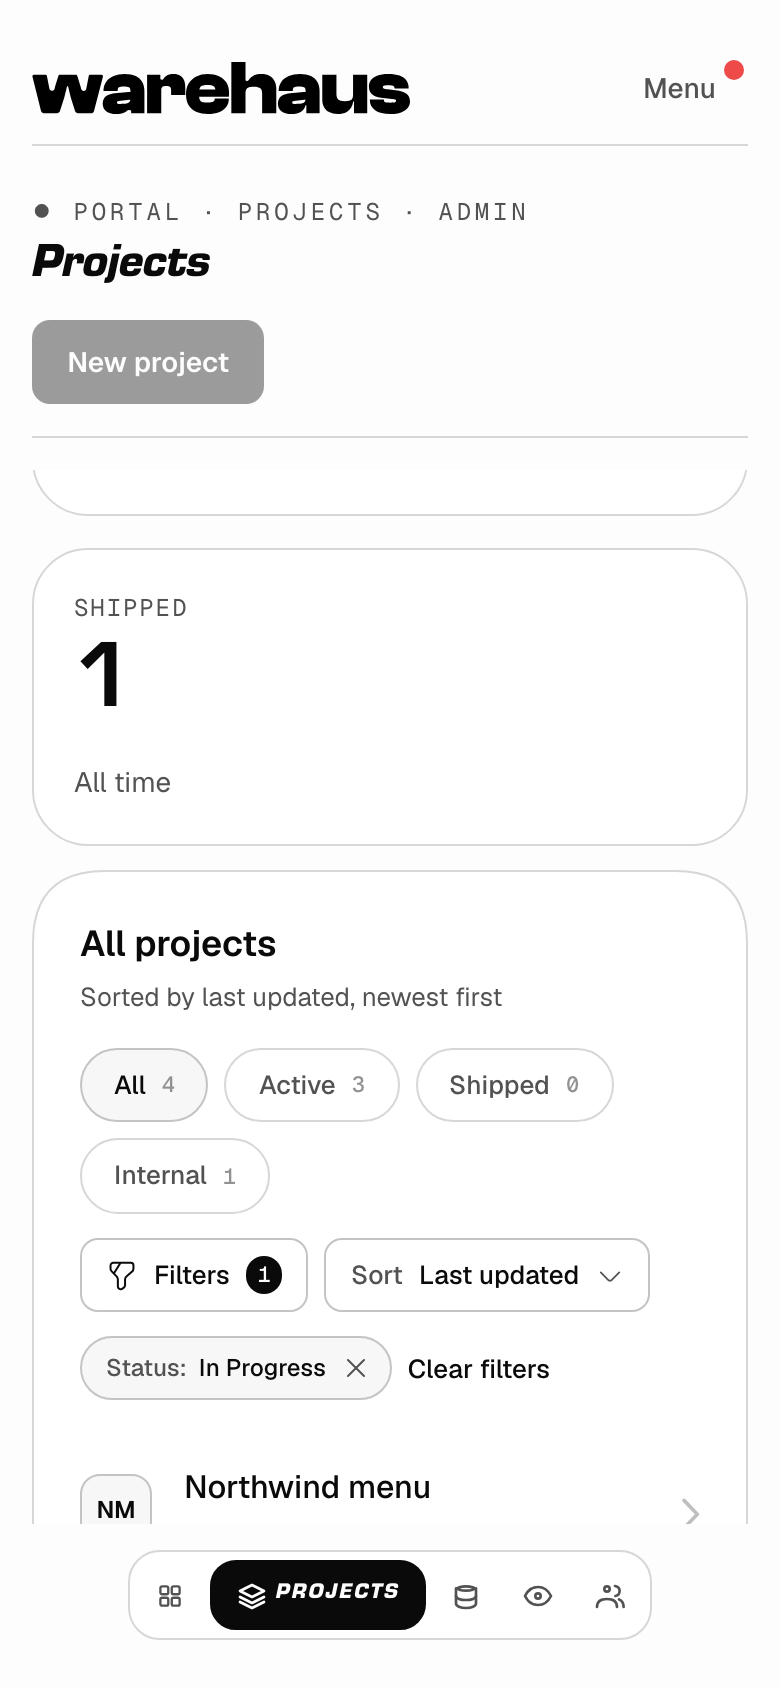 warehaus
Menu
PORTAL · PROJECTS · ADMIN
Projects
New project
SHIPPED
1
All time
All projects
Sorted by last updated, newest first
All 4 Active 3 Shipped 0
Internal 1
Filters 1 Sort Last updated
Status: In Progress Clear filters
Northwind menu
NM
PROJECTS